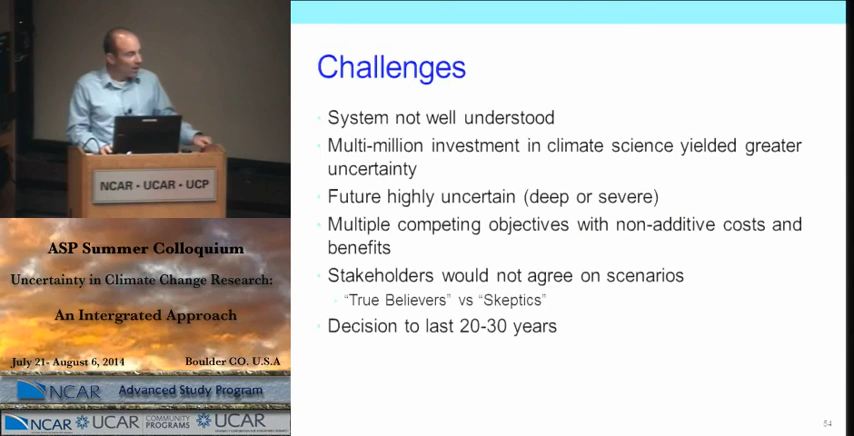 NCAR - UCAR - UCP
ASP Summer Colloquium
Uncertainty in Climate Change Research:
An Intergrated Approach
July 21- August 6, 2014
Boulder CO. U.S.A
NCAR
Advanced Study Program
NCAR
UCAR
COMMUNITY
PROGRAMS
UCAR
Challenges
System not well understood
Multi-million investment in climate science yielded greater
uncertainty
Future highly uncertain (deep or severe)
Multiple competing objectives with non-additive costs and
benefits
Stakeholders would not agree on scenarios
“True Believers” vs “Skeptics”
Decision to last 20-30 years
54